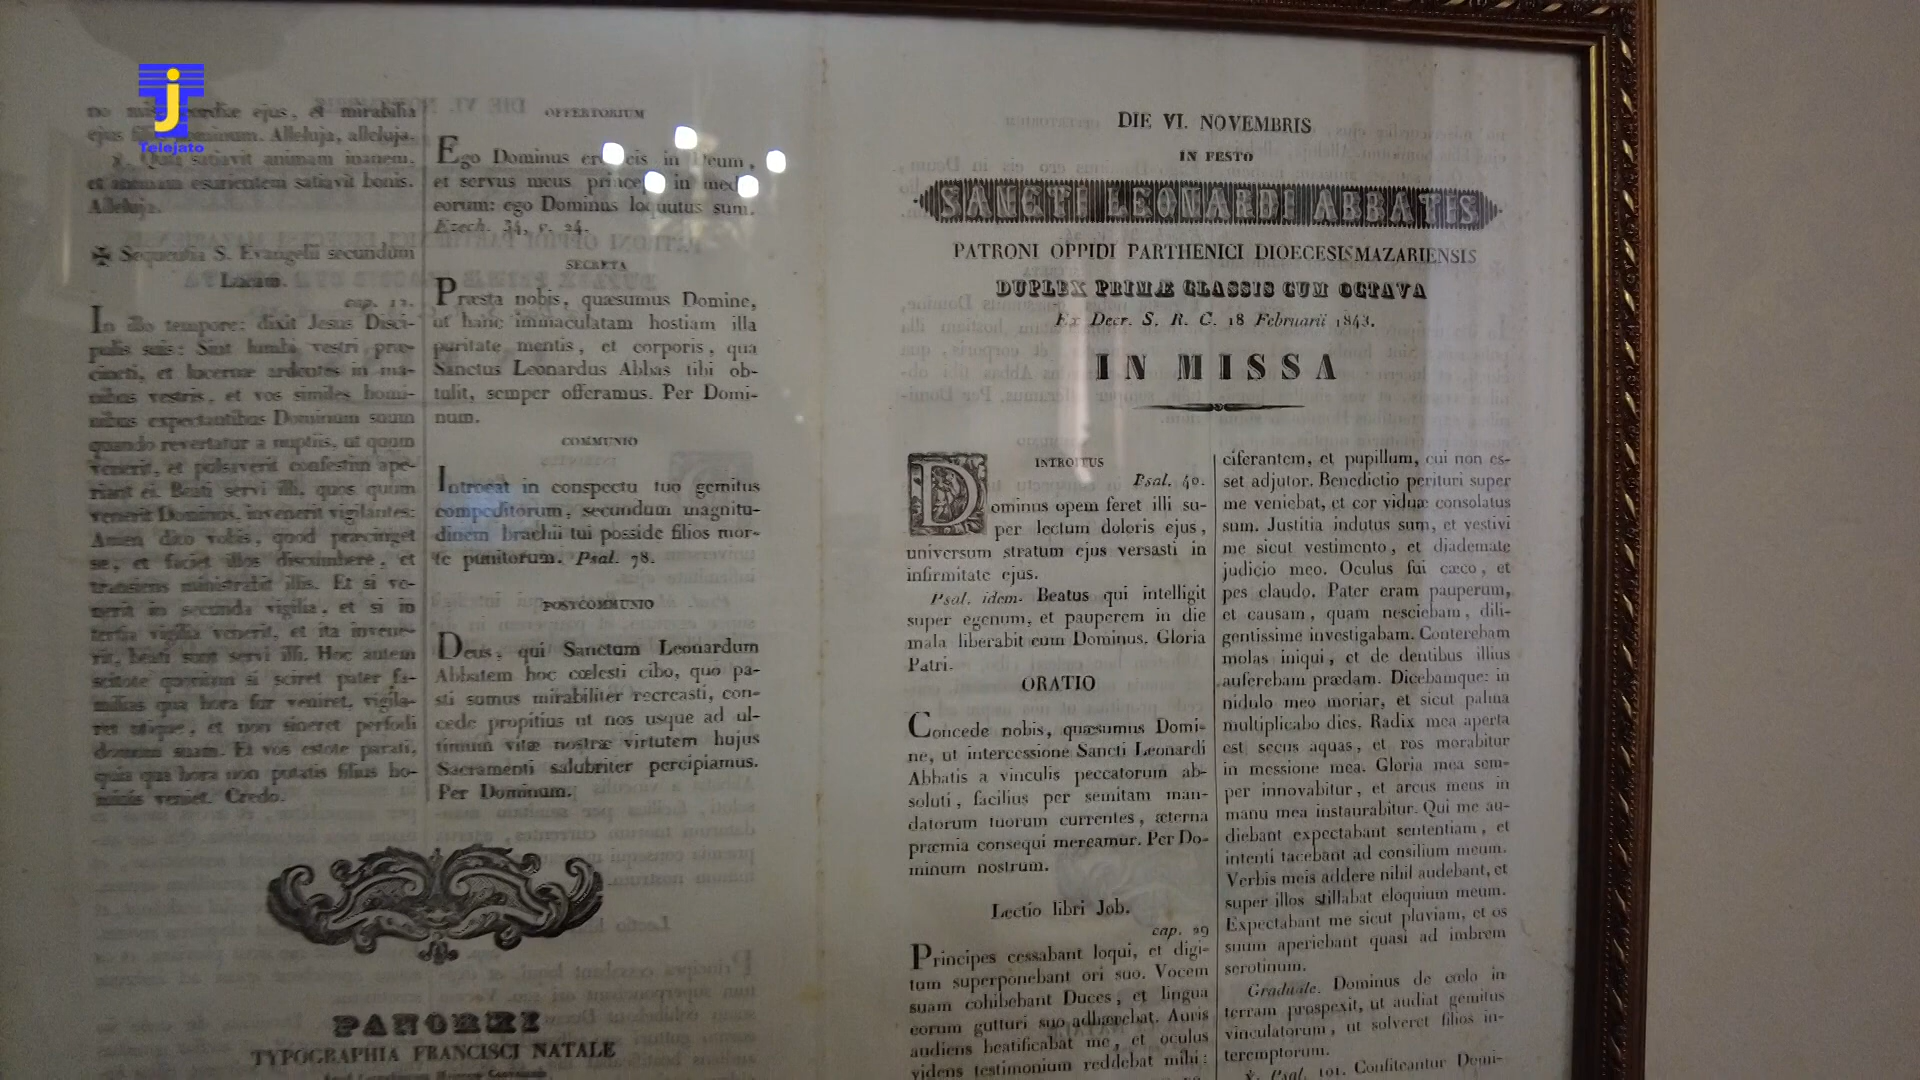 Telejato
ejus filiis hominum. Alleluja, alleluja.
Quia satiavit animam inanem,
et animam esurientem satiavit bonis.
Alleluja.
✠ Sequentia S. Evangelii secundum
Lucam.
cap. 12.
In illo tempore: dixit Jesus Disci-
pulis suis: Sint lumbi vestri præ-
cincti, et lucernæ ardentes in ma-
nibus vestris, et vos similes homi-
nibus expectantibus Dominum suum
quando revertatur a nuptiis, ut quum
venerit, et pulsaverit confestim ape-
riant ei. Beati servi illi, quos quum
venerit Dominus, invenerit vigilantes:
Amen dico vobis, quod præcinget
se, et faciet illos discumbere, et
transiens ministrabit illis. Et si ve-
nerit in secunda vigilia, et si in
tertia vigilia venerit, et ita invene-
rit, beati sunt servi illi. Hoc autem
scitote quoniam si sciret pater fa-
milias qua hora fur veniret, vigila-
ret utique, et non sineret perfodi
domum suam. Et vos estote parati,
quia qua hora non putatis filius ho-
minis veniet. Credo.
OFFERTORIUM
Ego Dominus ero eis in Deum,
et servus meus princeps in medio
eorum: ego Dominus locutus sum.
Ezech. 34, v. 24.
SECRETA
Præsta nobis, quæsumus Domine,
ut hanc immaculatam hostiam illa
puritate mentis, et corporis, qua
Sanctus Leonardus Abbas tibi ob-
tulit, semper offeramus. Per Domi-
num.
COMMUNIO
Introeat in conspectu tuo gemitus
compeditorum, secundum magnitu-
dinem brachii tui posside filios mor-
te punitorum. Psal. 78.
POSTCOMMUNIO
Deus, qui Sanctum Leonardum
Abbatem hoc cœlesti cibo, quo pa-
sti sumus mirabiliter recreasti, con-
cede propitius ut nos usque ad ul-
timum vitæ nostræ virtutem hujus
Sacramenti salubriter percipiamus.
Per Dominum.
PANORMI
TYPOGRAPHIA FRANCISCI NATALE
DIE VI. NOVEMBRIS
IN FESTO
SANCTI LEONARDI ABBATIS
PATRONI OPPIDI PARTHENICI DIOECESIS MAZARIENSIS
DUPLEX PRIMÆ CLASSIS CUM OCTAVA
Ex Decr. S. R. C. 18 Februarii 1843.
IN MISSA
INTROITUS
Psal. 40.
Dominus opem feret illi su-
per lectum doloris ejus,
universum stratum ejus versasti in
infirmitate ejus.
Psal. idem. Beatus qui intelligit
super egenum, et pauperem in die
mala liberabit eum Dominus. Gloria
Patri.
ORATIO
Concede nobis, quæsumus Domi-
ne, ut intercessione Sancti Leonardi
Abbatis a vinculis peccatorum ab-
soluti, facilius per semitam man-
datorum tuorum currentes, æterna
præmia consequi mereamur. Per Do-
minum nostrum.
Lectio libri Job.
cap. 29
Principes cessabant loqui, et digi-
tum superponebant ori suo. Vocem
suam cohibebant Duces, et lingua
eorum gutturi suo adhærebat. Auris
audiens beatificabat me, et oculus
videns testimonium reddebat mihi:
ciferantem, et pupillum, cui non es-
set adjutor. Benedictio perituri super
me veniebat, et cor viduæ consolatus
sum. Justitia indutus sum, et vestivi
me sicut vestimento, et diademate
judicio meo. Oculus fui cæco, et
pes claudo. Pater eram pauperum,
et causam, quam nesciebam, dili-
gentissime investigabam. Conterebam
molas iniqui, et de dentibus illius
auferebam prædam. Dicebamque: in
nidulo meo moriar, et sicut palma
multiplicabo dies. Radix mea aperta
est secus aquas, et ros morabitur
in messione mea. Gloria mea sem-
per innovabitur, et arcus meus in
manu mea instaurabitur. Qui me au-
diebant expectabant sententiam, et
intenti tacebant ad consilium meum.
Verbis meis addere nihil audebant, et
super illos stillabat eloquium meum.
Expectabant me sicut pluviam, et os
suum aperiebant quasi ad imbrem
serotinum.
Graduale. Dominus de cœlo in
terram prospexit, ut audiat gemitus
vinculatorum, ut solveret filios in-
teremptorum.
℣. Psal. 101. Confiteantur Domi-